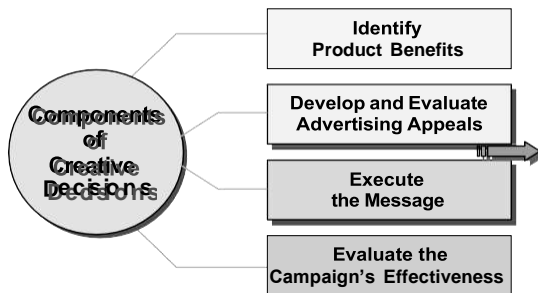 Components
of
Creative
Decisions
Identify
Product Benefits
Develop and Evaluate
Advertising Appeals
Execute
the Message
Evaluate the
Campaign’s Effectiveness